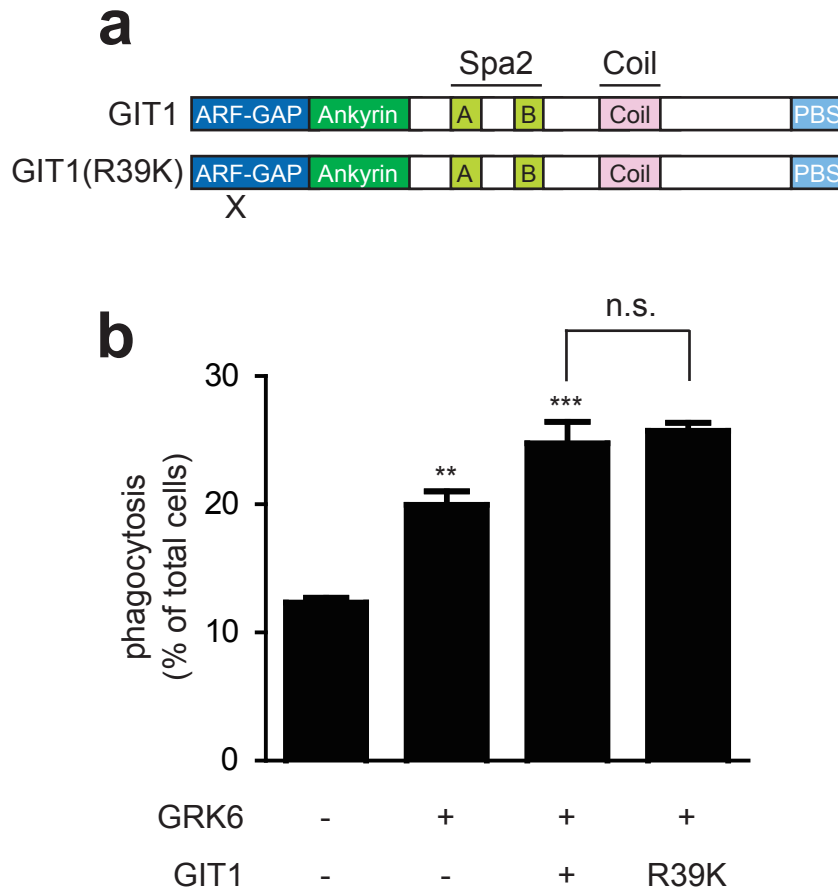 a
Spa2 Coil
GIT1 ARF-GAP Ankyrin A B Coil PBS
GIT1(R39K) ARF-GAP Ankyrin A B Coil PBS
X
b
n.s.
phagocytosis
(% of total cells)
30
20
10
0
** ***
GRK6 - + + +
GIT1 - - + R39K